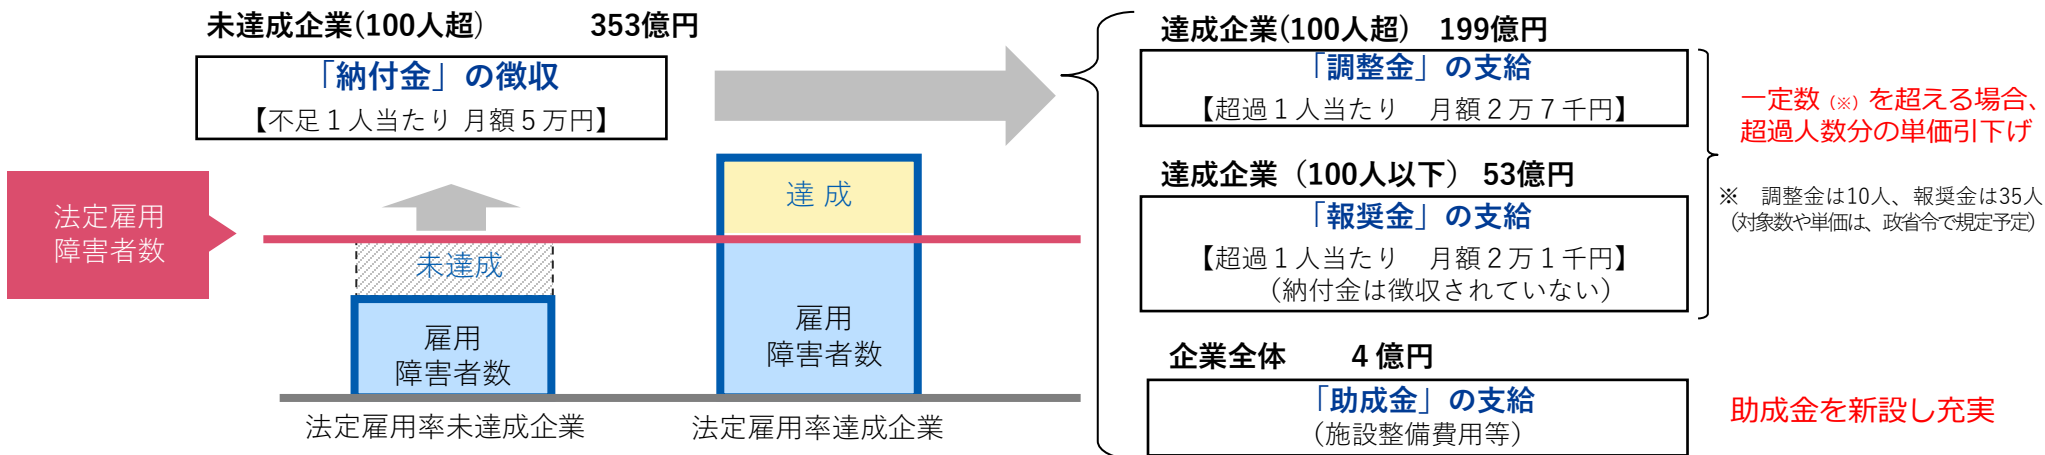 未達成企業(100人超) 353億円
「納付金」の徴収
【不足１人当たり 月額５万円】
法定雇用
障害者数
未達成
雇用
障害者数
達 成
雇用
障害者数
法定雇用率未達成企業
法定雇用率達成企業
達成企業(100人超) 199億円
「調整金」の支給
【超過１人当たり 月額２万７千円】
達成企業（100人以下） 53億円
「報奨金」の支給
【超過１人当たり 月額２万１千円】
（納付金は徴収されていない）
企業全体 ４億円
「助成金」の支給
（施設整備費用等）
一定数（※）を超える場合、
超過人数分の単価引下げ
※ 調整金は10人、報奨金は35人
（対象数や単価は、政省令で規定予定）
助成金を新設し充実